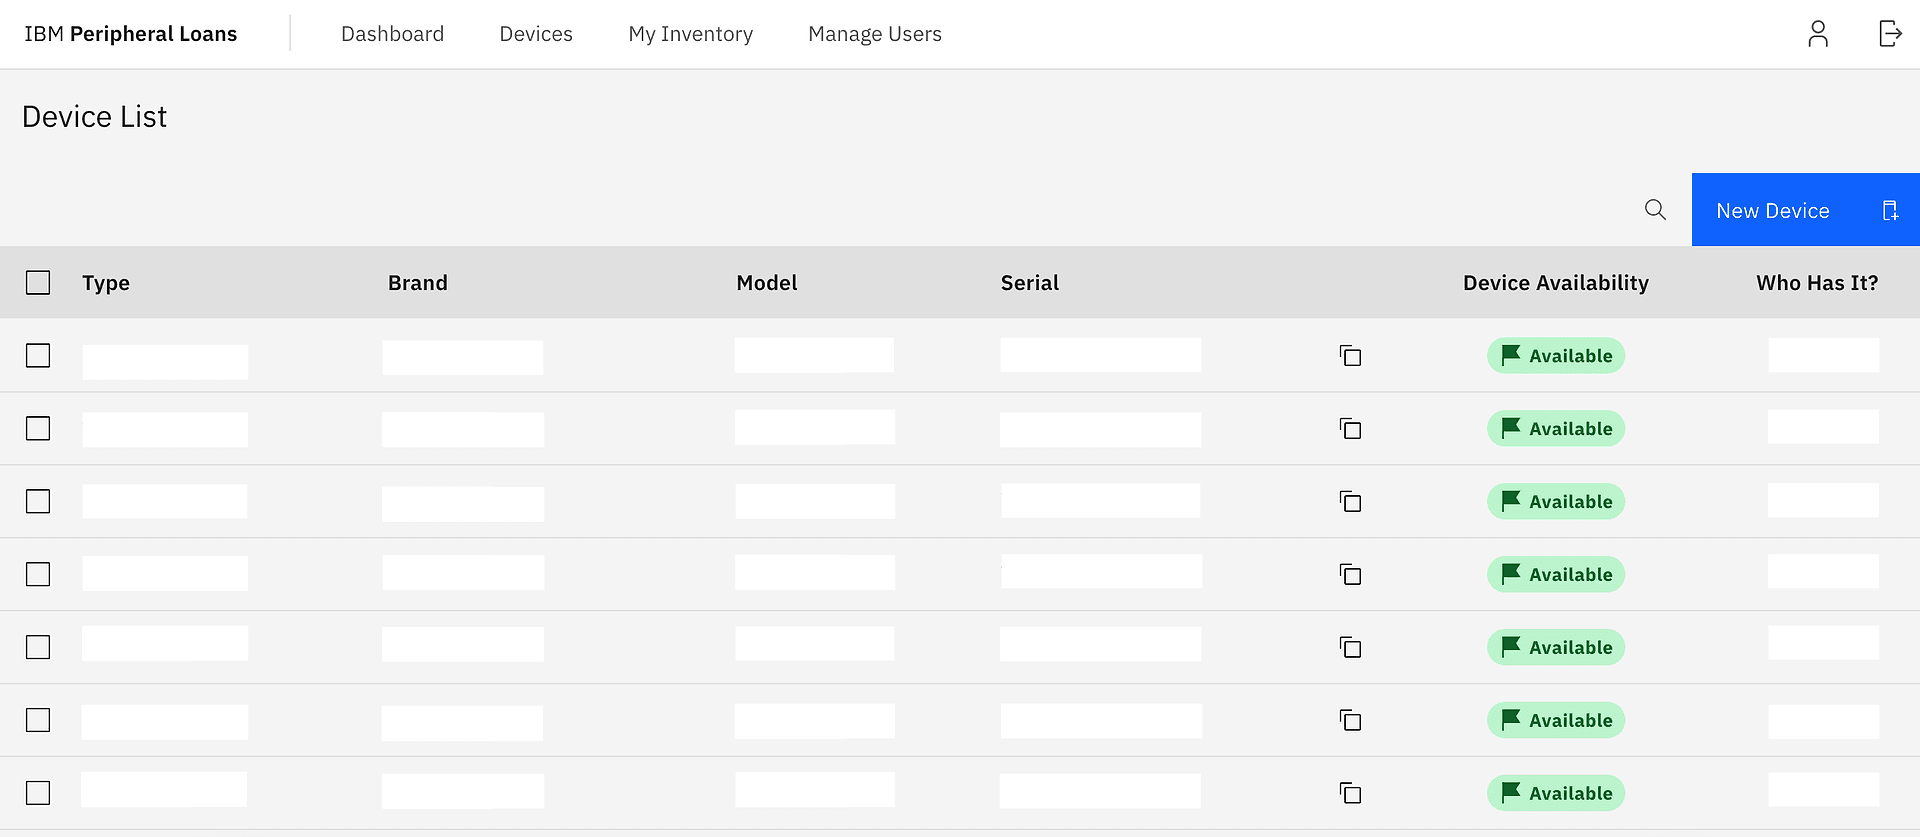 IBM Peripheral Loans Dashboard Devices My Inventory Manage Users
Device List
New Device
Type Brand Model Serial Device Availability Who Has It?
Available
Available
Available
Available
Available
Available
Available